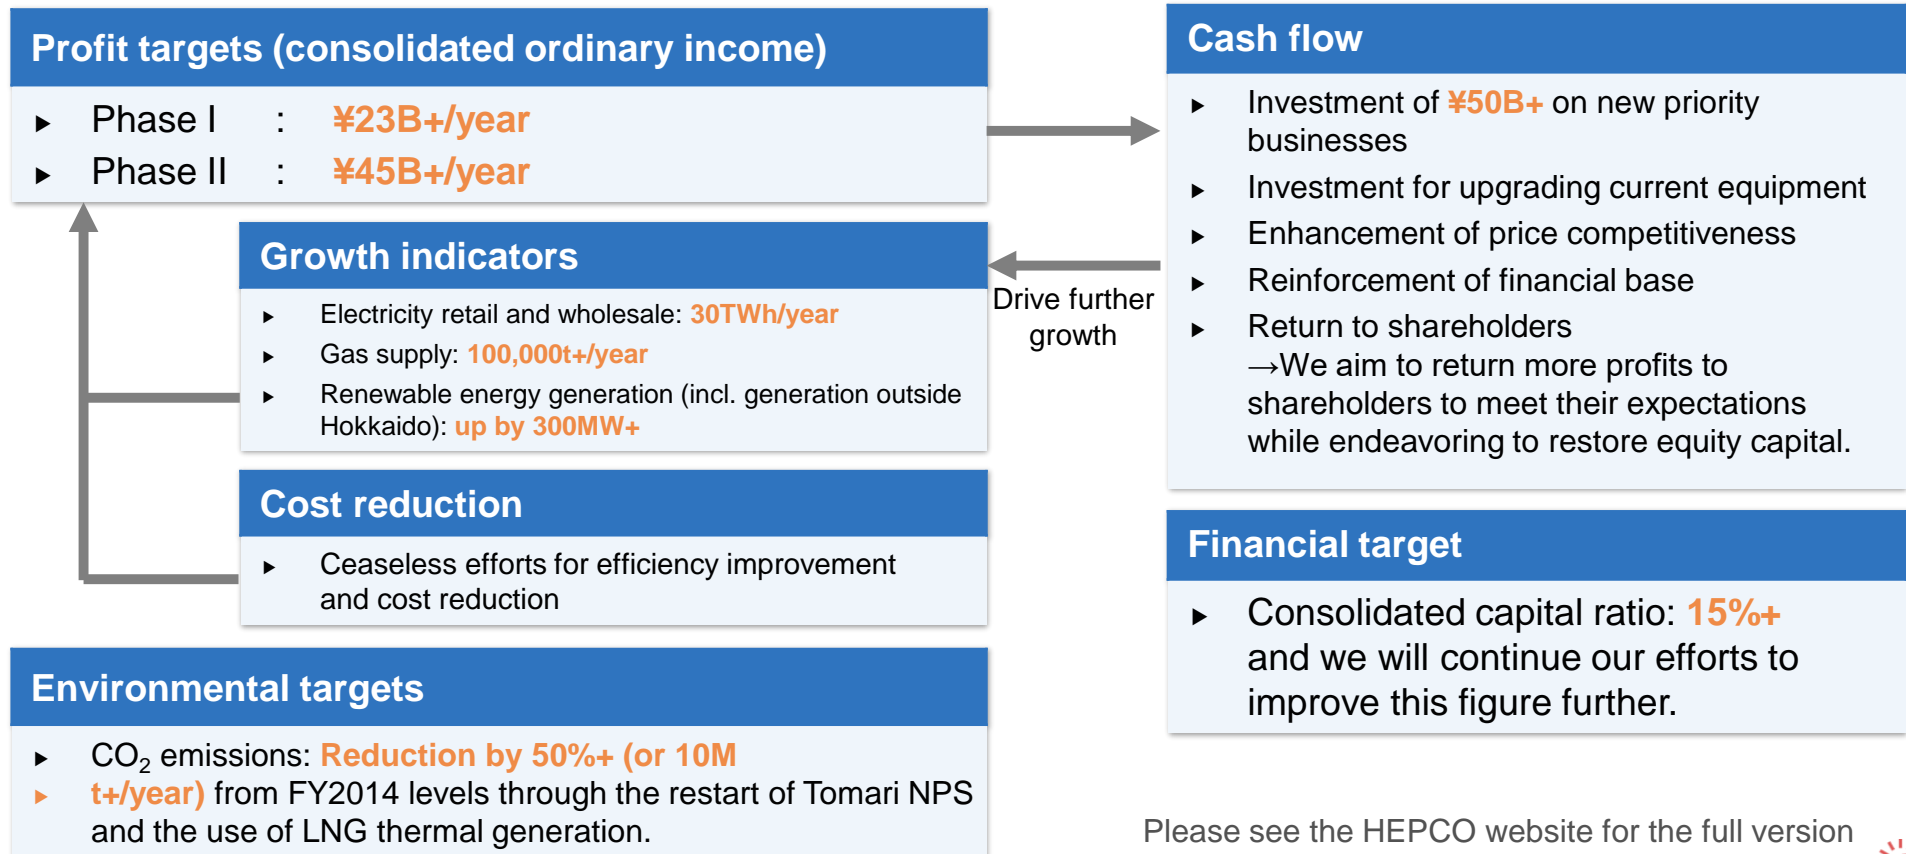 Profit targets (consolidated ordinary income)
▶ Phase I : ¥23B+/year
▶ Phase II : ¥45B+/year
Growth indicators
▶ Electricity retail and wholesale: 30TWh/year
▶ Gas supply: 100,000t+/year
▶ Renewable energy generation (incl. generation outside
Hokkaido): up by 300MW+
Cost reduction
▶ Ceaseless efforts for efficiency improvement
and cost reduction
Environmental targets
▶ CO₂ emissions: Reduction by 50%+ (or 10M
▶ t+/year) from FY2014 levels through the restart of Tomari NPS
and the use of LNG thermal generation.
Drive further
growth
Cash flow
▶ Investment of ¥50B+ on new priority
businesses
▶ Investment for upgrading current equipment
▶ Enhancement of price competitiveness
▶ Reinforcement of financial base
▶ Return to shareholders
→We aim to return more profits to
shareholders to meet their expectations
while endeavoring to restore equity capital.
Financial target
▶ Consolidated capital ratio: 15%+
and we will continue our efforts to
improve this figure further.
Please see the HEPCO website for the full version